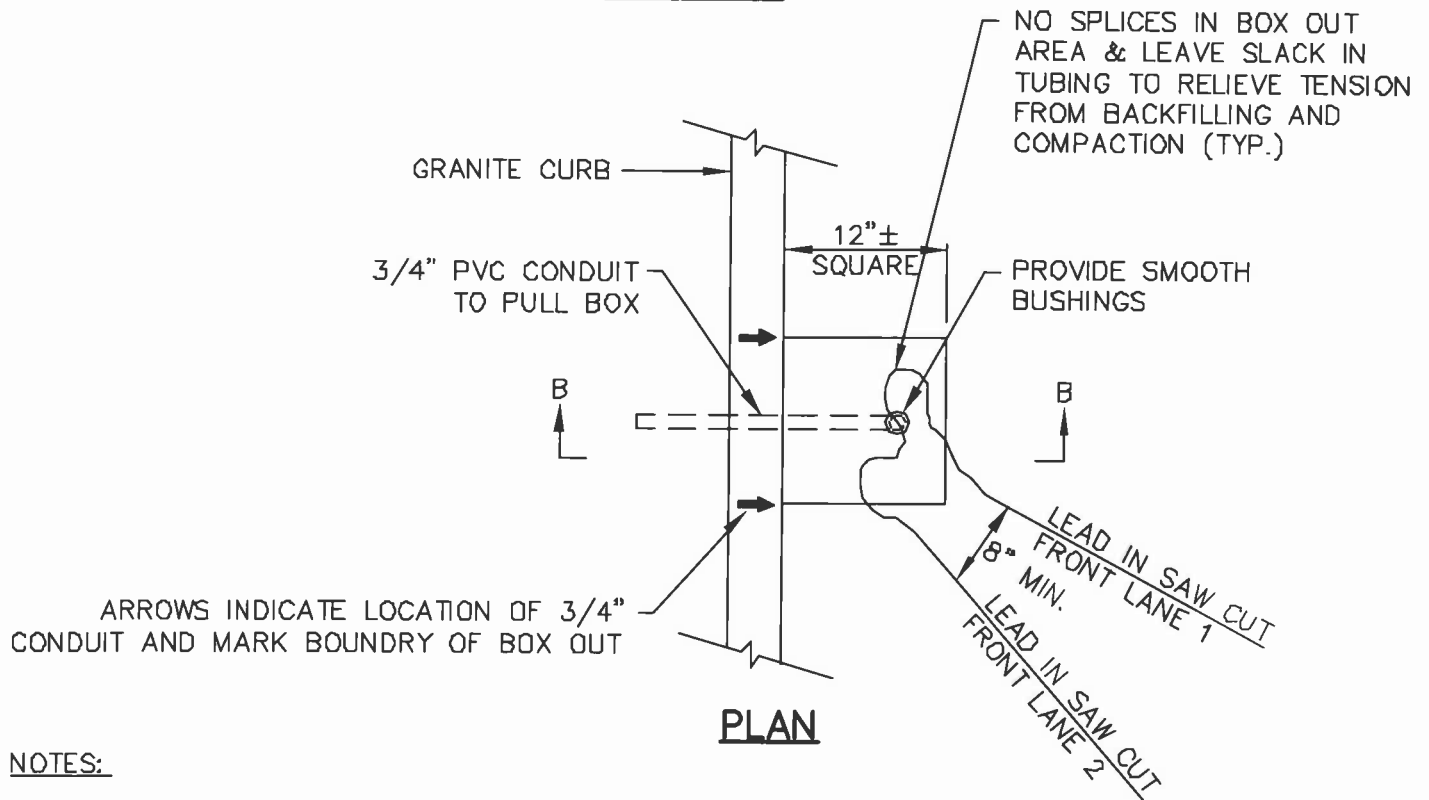 NO SPLICES IN BOX OUT
AREA & LEAVE SLACK IN
TUBING TO RELIEVE TENSION
FROM BACKFILLING AND
COMPACTION (TYP.)
GRANITE CURB
12"±
SQUARE
3/4" PVC CONDUIT
TO PULL BOX
PROVIDE SMOOTH
BUSHINGS
B
B
LEAD IN SAW CUT
FRONT LANE 1
8" MIN.
LEAD IN SAW CUT
FRONT LANE 2
ARROWS INDICATE LOCATION OF 3/4"
CONDUIT AND MARK BOUNDRY OF BOX OUT
PLAN
NOTES: